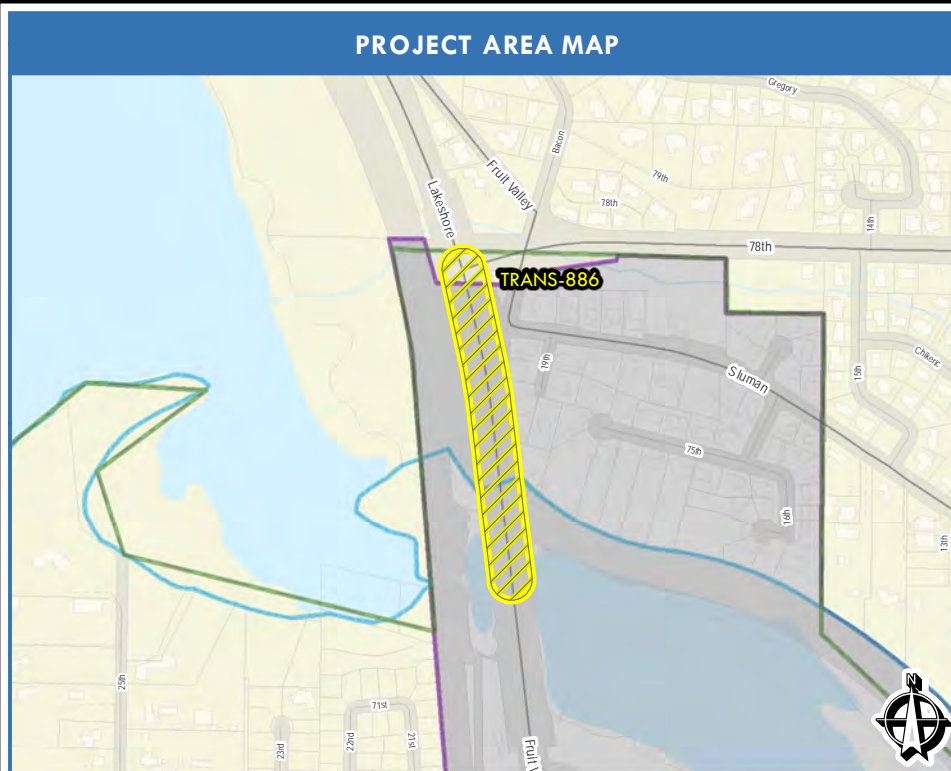 PROJECT AREA MAP
Gregory
Bacon
Fruit Valley
79th
Lakeshore
78th
14th
78th
TRANS-886
19th
Chikeric
15th
Sluman
75th
16th
13th
25th
71st
23rd
22nd
21st
Fruit V
N